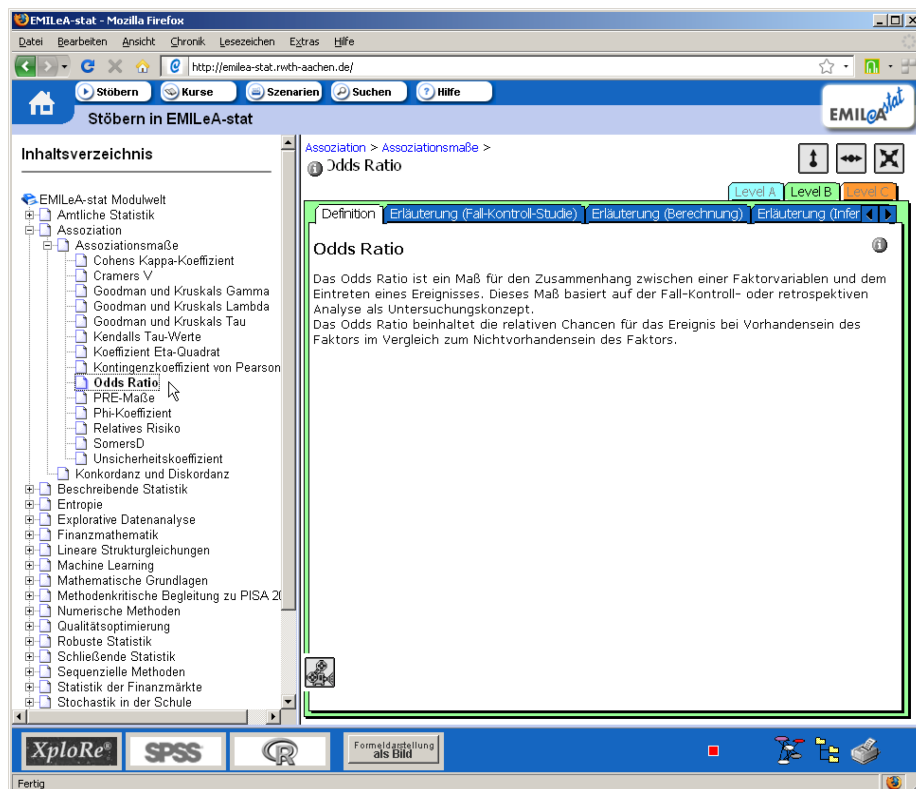 EMILeA-stat - Mozilla Firefox
Datei Bearbeiten Ansicht Chronik Lesezeichen Extras Hilfe
http://emilea-stat.rwth-aachen.de/
Stöbern Kurse Szenarien Suchen Hilfe
Stöbern in EMILeA-stat
EMILeA stat
Inhaltsverzeichnis
EMILeA-stat Modulwelt
Amtliche Statistik
Assoziation
Assoziationsmaße
Cohens Kappa-Koeffizient
Cramers V
Goodman und Kruskals Gamma
Goodman und Kruskals Lambda
Goodman und Kruskals Tau
Kendalls Tau-Werte
Koeffizient Eta-Quadrat
Kontingenzkoeffizient von Pearson
Odds Ratio
PRE-Maße
Phi-Koeffizient
Relatives Risiko
SomersD
Unsicherheitskoeffizient
Konkordanz und Diskordanz
Beschreibende Statistik
Entropie
Explorative Datenanalyse
Finanzmathematik
Lineare Strukturgleichungen
Machine Learning
Mathematische Grundlagen
Methodenkritische Begleitung zu PISA 20
Numerische Methoden
Qualitätsoptimierung
Robuste Statistik
Schließende Statistik
Sequenzielle Methoden
Statistik der Finanzmärkte
Stochastik in der Schule
Assoziation > Assoziationsmaße >
Odds Ratio
Level A Level B Level C
Definition Erläuterung (Fall-Kontroll-Studie) Erläuterung (Berechnung) Erläuterung (Infer
Odds Ratio
Das Odds Ratio ist ein Maß für den Zusammenhang zwischen einer Faktorvariablen und dem
Eintreten eines Ereignisses. Dieses Maß basiert auf der Fall-Kontroll- oder retrospektiven
Analyse als Untersuchungskonzept.
Das Odds Ratio beinhaltet die relativen Chancen für das Ereignis bei Vorhandensein des
Faktors im Vergleich zum Nichtvorhandensein des Faktors.
XploRe® SPSS R
Formeldarstellung
als Bild
Fertig